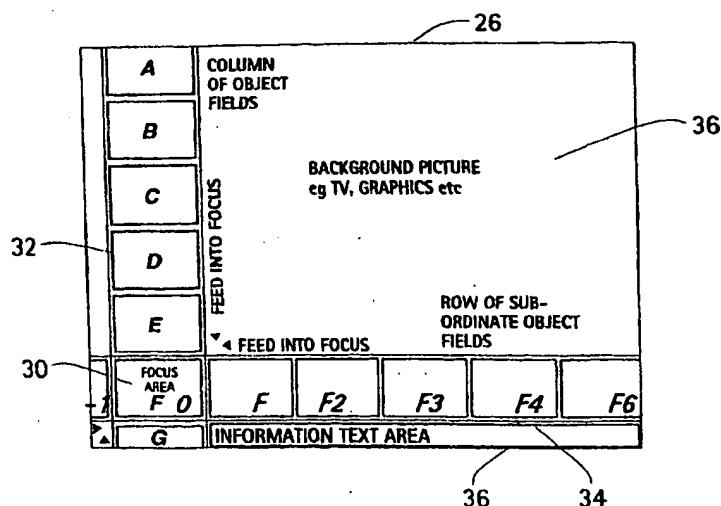 26
A
COLUMN
OF OBJECT
FIELDS
B
36
BACKGROUND PICTURE
eg TV, GRAPHICS etc
C
FEED INTO FOCUS
32
D
E
ROW OF SUB-
ORDINATE OBJECT
FIELDS
FEED INTO FOCUS
30
FOCUS
AREA
-1
F 0
F
F2
F3
F4
F6
G
INFORMATION TEXT AREA
36
34